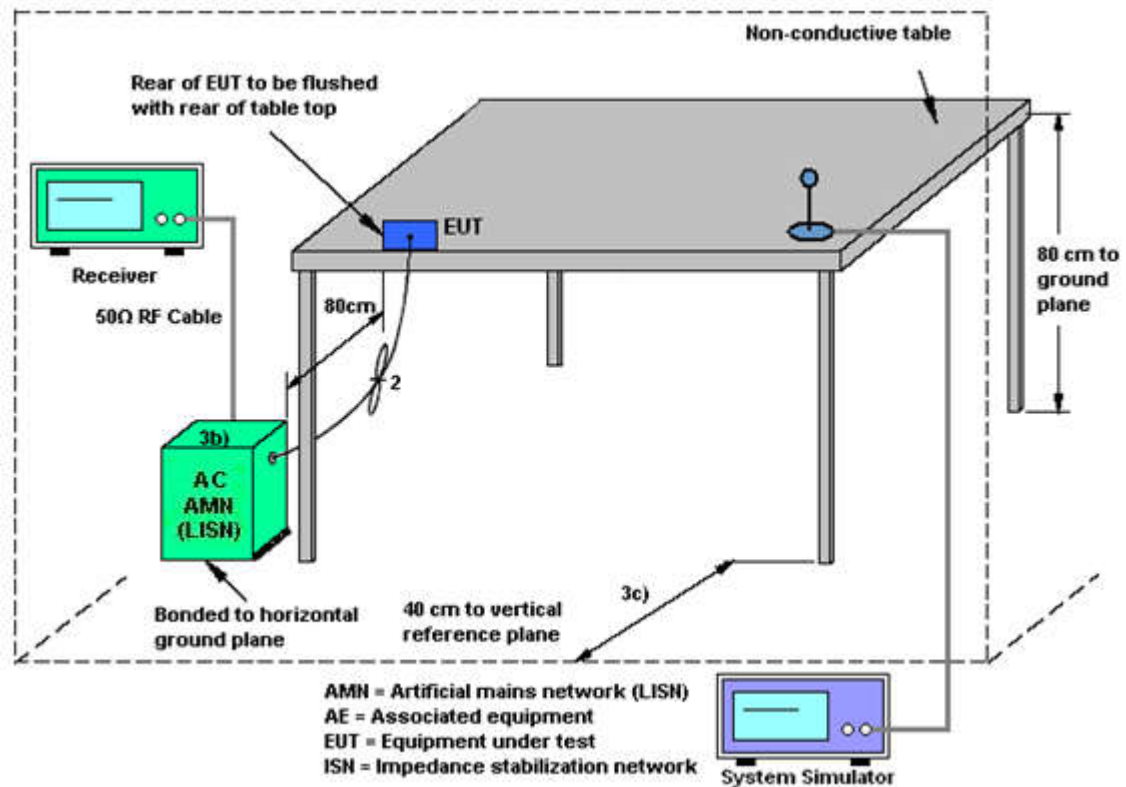 Non-conductive table
Rear of EUT to be flushed
with rear of table top
EUT
Receiver
80cm
80 cm to
ground
plane
50Ω RF Cable
2
3b)
AC
AMN
(LISN)
3c)
Bonded to horizontal
ground plane
40 cm to vertical
reference plane
AMN = Artificial mains network (LISN)
AE = Associated equipment
EUT = Equipment under test
ISN = Impedance stabilization network
System Simulator